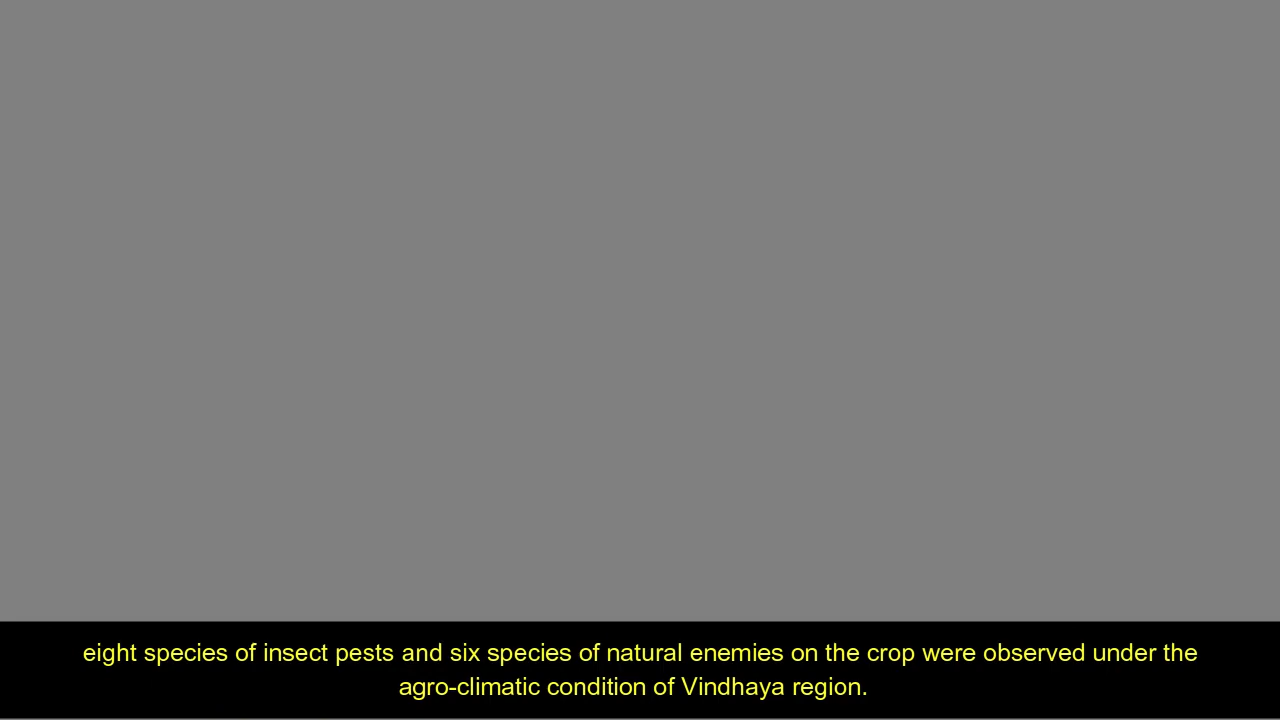 eight species of insect pests and six species of natural enemies on the crop were observed under the
agro-climatic condition of Vindhaya region.